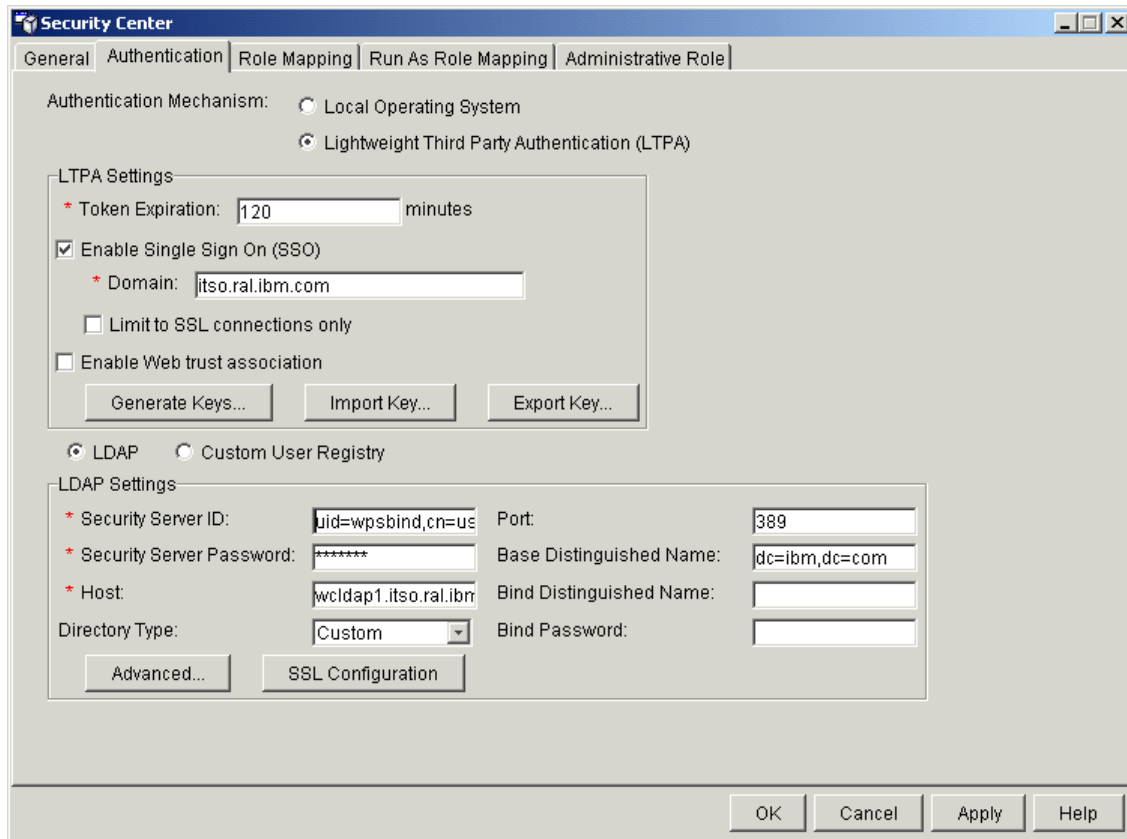 Security Center
General Authentication Role Mapping Run As Role Mapping Administrative Role
Authentication Mechanism: Local Operating System
Lightweight Third Party Authentication (LTPA)
LTPA Settings
* Token Expiration: 120 minutes
Enable Single Sign On (SSO)
* Domain: itso.ral.ibm.com
Limit to SSL connections only
Enable Web trust association
Generate Keys... Import Key... Export Key...
LDAP Custom User Registry
LDAP Settings
* Security Server ID: uid=wpsbind,cn=us Port: 389
* Security Server Password: ******* Base Distinguished Name: dc=ibm,dc=com
* Host: wcldap1.itso.ral.ibm Bind Distinguished Name:
Directory Type: Custom Bind Password:
Advanced... SSL Configuration
OK Cancel Apply Help